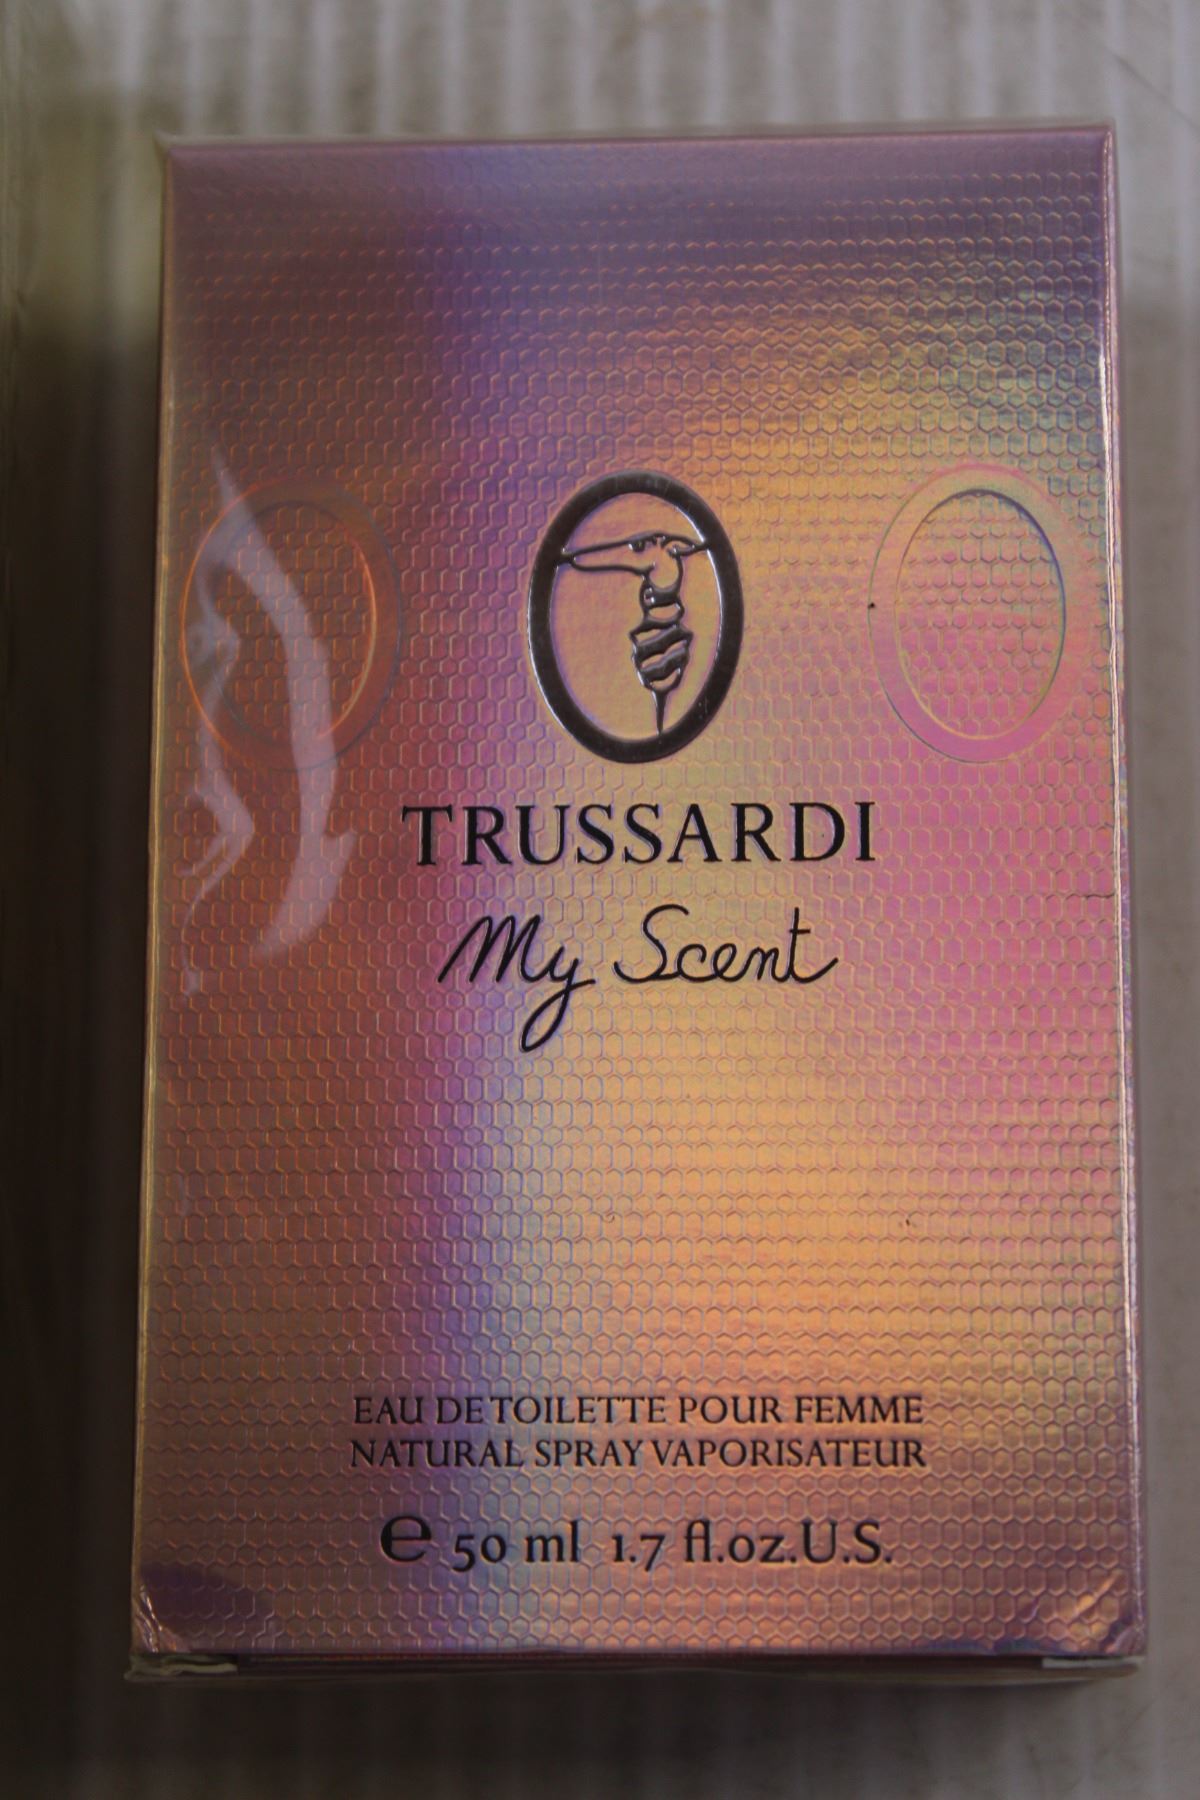 TRUSSARDI
My Scent
EAU DE TOILETTE POUR FEMME
NATURAL SPRAY VAPORISATEUR
℮ 50 ml 1.7 fl.oz.U.S.